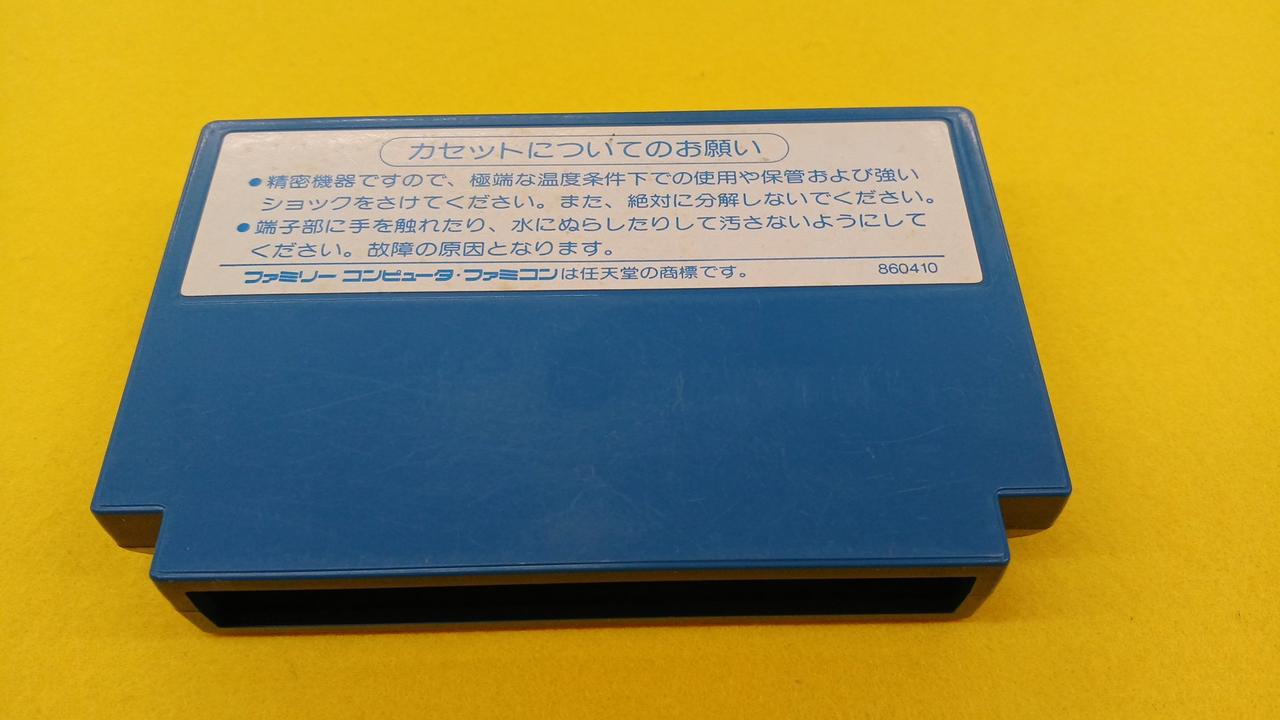 カセットについてのお願い
●精密機器ですので、極端な温度条件下での使用や保管および強い
ショックをさけてください。また、絶対に分解しないでください。
●端子部に手を触れたり、水にぬらしたりして汚さないようにして
ください。故障の原因となります。
ファミリーコンピュータ・ファミコンは任天堂の商標です。 860410